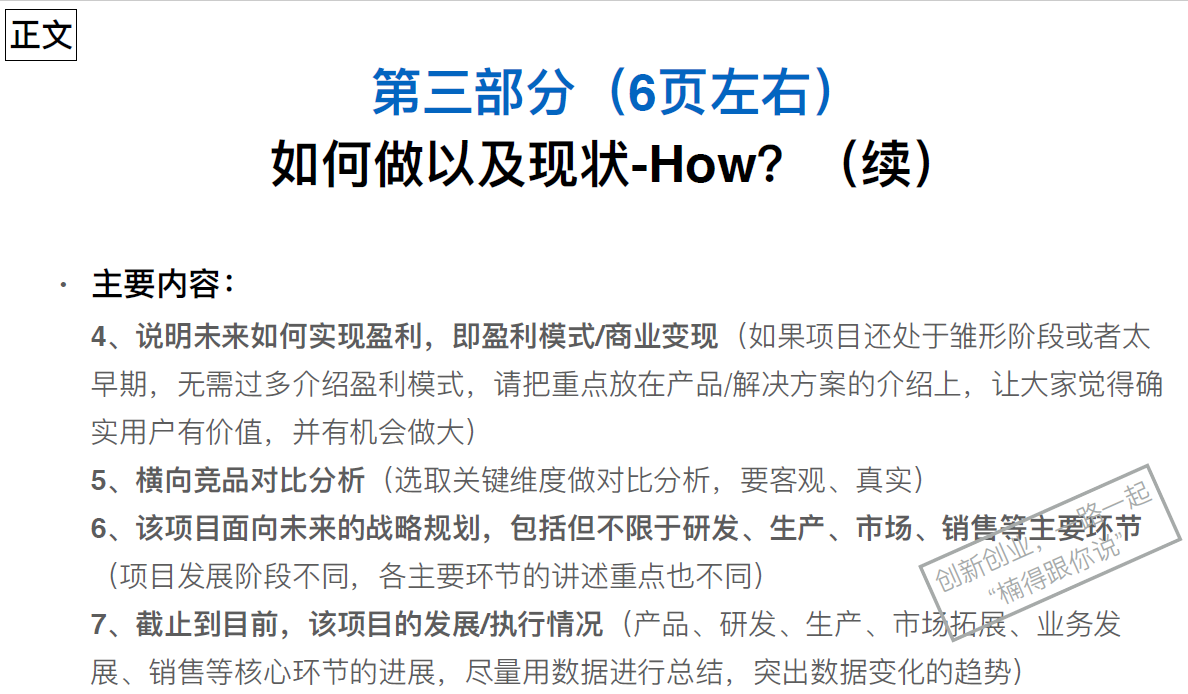 正文
第三部分（6页左右）
如何做以及现状-How？（续）
· 主要内容：
4、说明未来如何实现盈利，即盈利模式/商业变现（如果项目还处于雏形阶段或者太
早期，无需过多介绍盈利模式，请把重点放在产品/解决方案的介绍上，让大家觉得确
实用户有价值，并有机会做大）
5、横向竞品对比分析（选取关键维度做对比分析，要客观、真实）
6、该项目面向未来的战略规划，包括但不限于研发、生产、市场、销售等主要环节
（项目发展阶段不同，各主要环节的讲述重点也不同）
7、截止到目前，该项目的发展/执行情况（产品、研发、生产、市场拓展、业务发
展、销售等核心环节的进展，尽量用数据进行总结，突出数据变化的趋势）
创新创业，一路一起
“楠得跟你说”